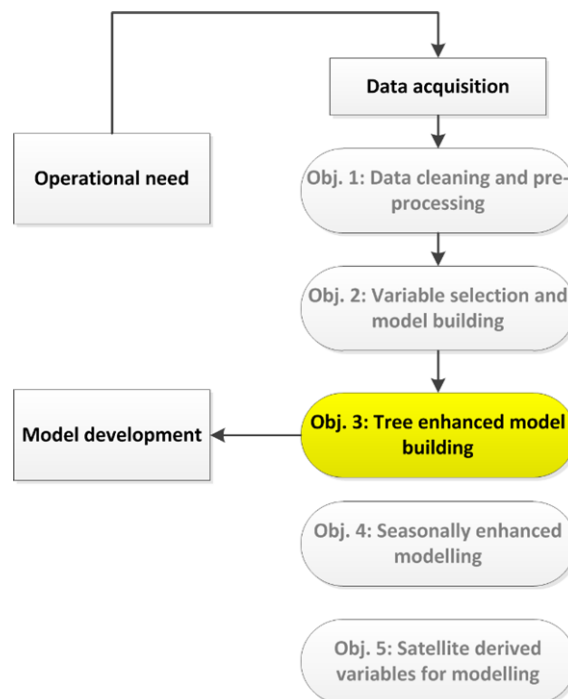 Data acquisition
Operational need
Obj. 1: Data cleaning and pre-
processing
Obj. 2: Variable selection and
model building
Model development
Obj. 3: Tree enhanced model
building
Obj. 4: Seasonally enhanced
modelling
Obj. 5: Satellite derived
variables for modelling